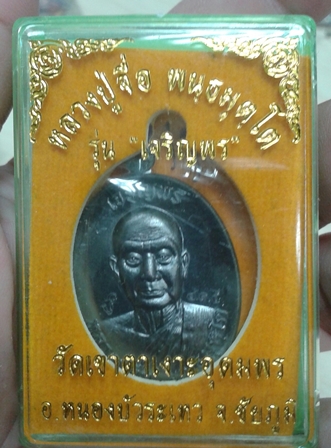 หลวงปู่จื่อ พนฺธมุตฺโต
รุ่น "เจริญพร"
วัดเขาตาเงาะอุดมพร
อ.หนองบัวระเหว จ.ชัยภูมิ